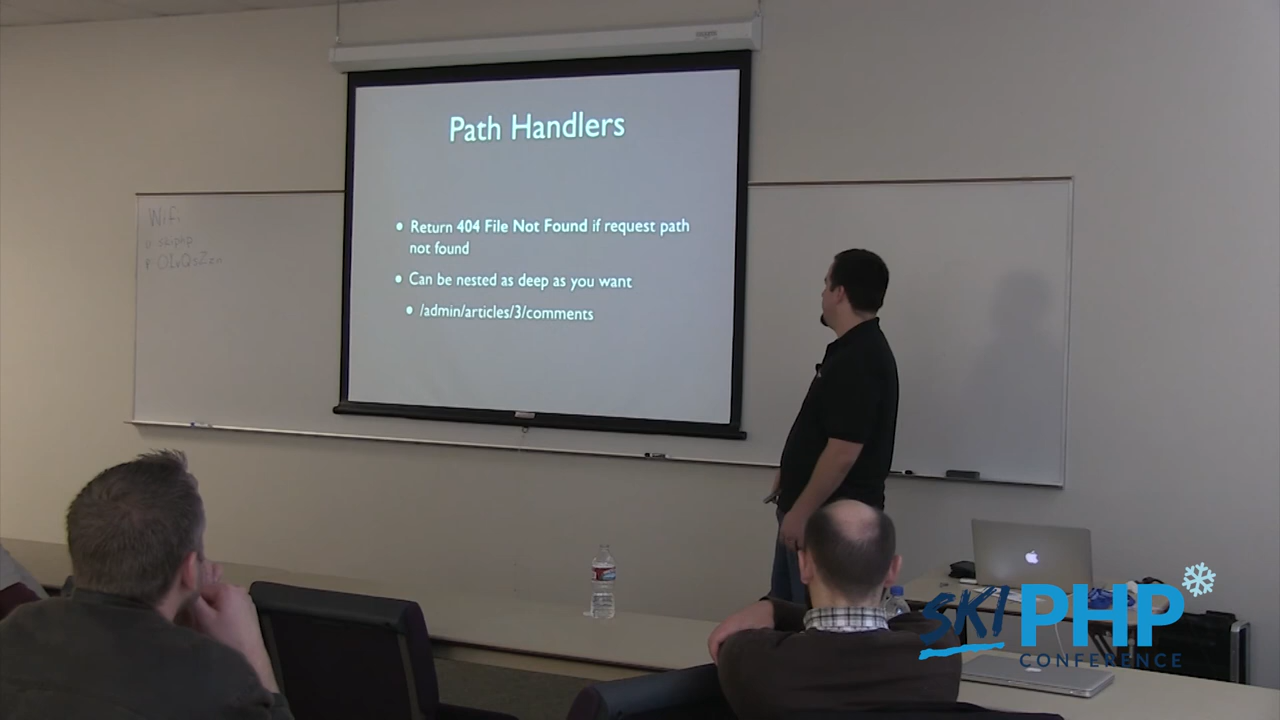 Path Handlers
• Return 404 File Not Found if request path
not found
• Can be nested as deep as you want
• /admin/articles/3/comments
Wifi
skiphp
SKI PHP
CONFERENCE